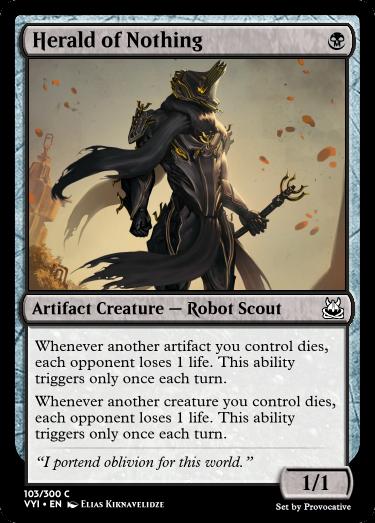 Herald of Nothing
Artifact Creature — Robot Scout
Whenever another artifact you control dies,
each opponent loses 1 life. This ability
triggers only once each turn.
Whenever another creature you control dies,
each opponent loses 1 life. This ability
triggers only once each turn.
“I portend oblivion for this world.”
1/1
103/300 C
VYI • EN Elias Kiknavelidze
Set by Provocative